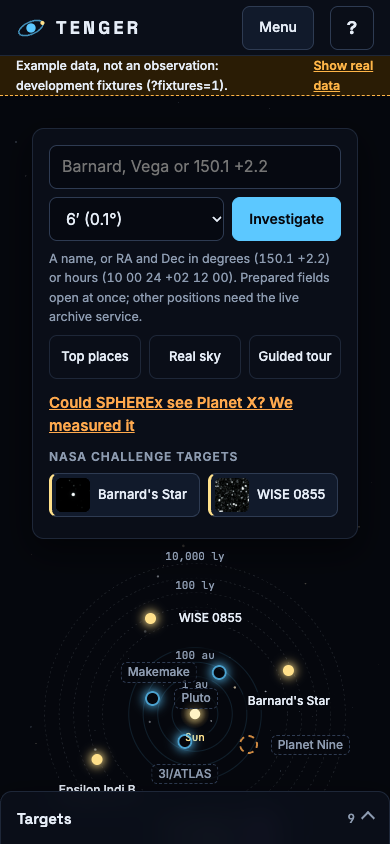 TENGER
Menu
?
Example data, not an observation:
development fixtures (?fixtures=1).
Show real
data
Barnard, Vega or 150.1 +2.2
6′ (0.1°)
Investigate
A name, or RA and Dec in degrees (150.1 +2.2)
or hours (10 00 24 +02 12 00). Prepared fields
open at once; other positions need the live
archive service.
Top places
Real sky
Guided tour
Could SPHEREx see Planet X? We
measured it
NASA CHALLENGE TARGETS
Barnard's Star
WISE 0855
10,000 ly
100 ly
WISE 0855
100 au
Makemake
1 au
Pluto
Barnard's Star
Sun
Planet Nine
3I/ATLAS
Epsilon Indi B
Targets
9